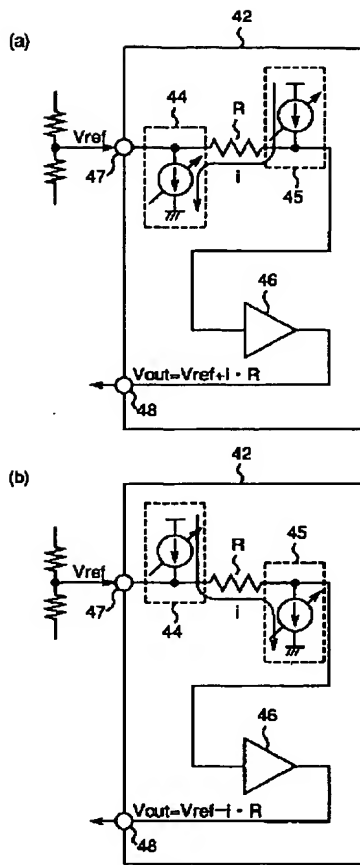 (a)
42
44
R
Vref
47
i
45
46
Vout=Vref+i · R
48
(b)
42
R
45
Vref
47
44
i
46
Vout=Vref−i · R
48